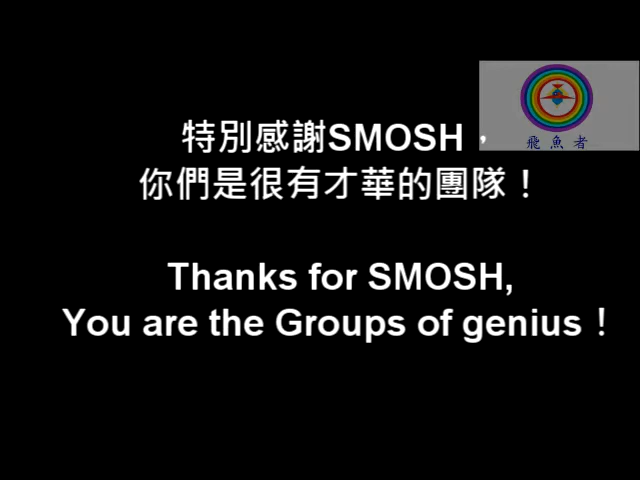 特別感謝SMOSH，
你們是很有才華的團隊！
Thanks for SMOSH,
You are the Groups of genius！
飛魚者